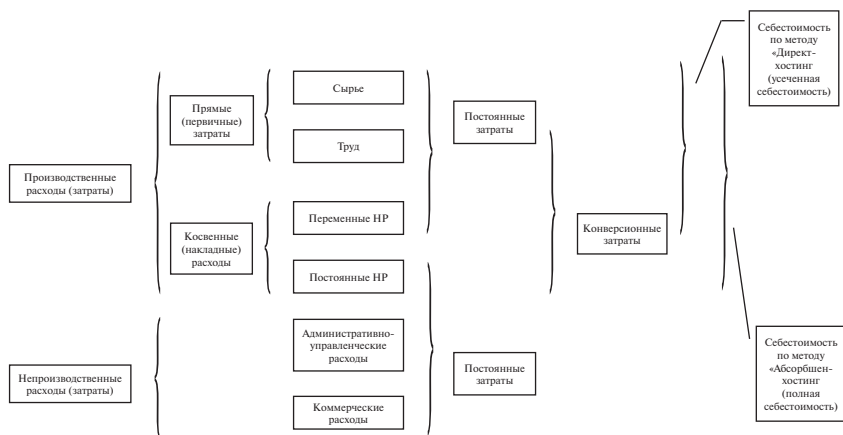 Производственные
расходы (затраты)
Непроизводственные
расходы (затраты)
Прямые
(первичные)
затраты
Косвенные
(накладные)
расходы
Сырье
Труд
Переменные НР
Постоянные НР
Административно-
управленческие
расходы
Коммерческие
расходы
Постоянные
затраты
Постоянные
затраты
Конверсионные
затраты
Себестоимость
по методу
«Директ-
хостинг
(усеченная
себестоимость)
Себестоимость
по методу
«Абсорбшен-
хостинг
(полная
себестоимость)